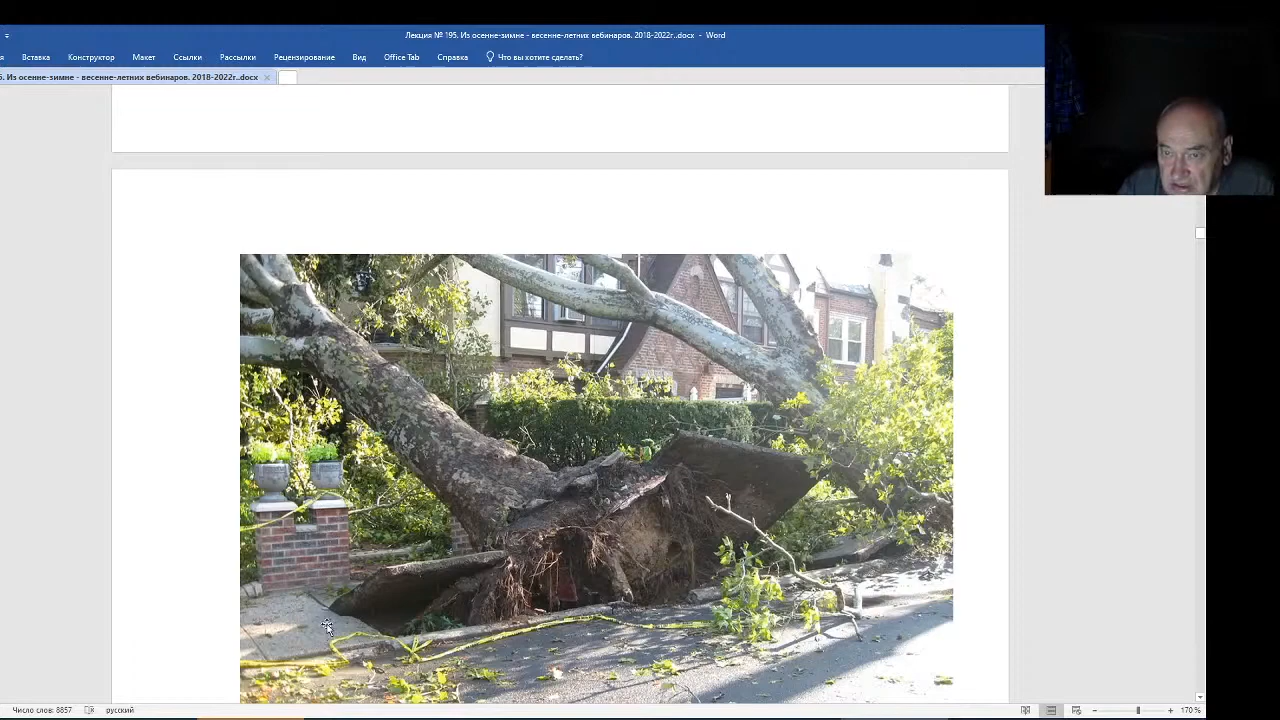 Лекция № 195. Из осенне-зимне - весенне-летних вебинаров. 2018-2022г..docx - Word
я Вставка Конструктор Макет Ссылки Рассылки Рецензирование Вид Office Tab Справка Что вы хотите сделать?
5. Из осенне-зимне - весенне-летних вебинаров. 2018-2022г..docx
Число слов: 8857 русский 170 %